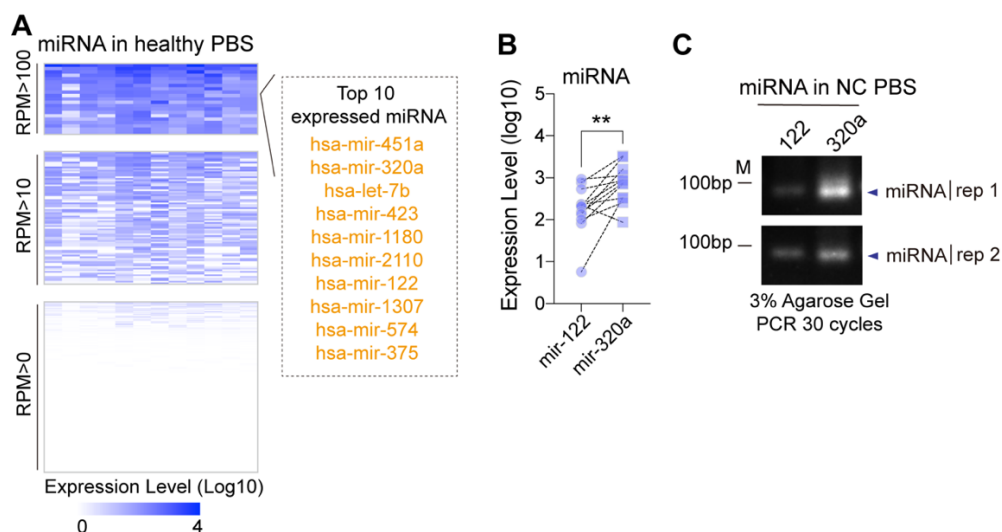 A
miRNA in healthy PBS
RPM>100
RPM>10
RPM>0
Expression Level (Log10)
0
4
Top 10
expressed miRNA
hsa-mir-451a
hsa-mir-320a
hsa-let-7b
hsa-mir-423
hsa-mir-1180
hsa-mir-2110
hsa-mir-122
hsa-mir-1307
hsa-mir-574
hsa-mir-375
B
miRNA
**
Expression Level (log10)
5
4
3
2
1
0
mir-122
mir-320a
C
miRNA in NC PBS
122
320a
M
100bp
miRNA| rep 1
100bp
miRNA| rep 2
3% Agarose Gel
PCR 30 cycles